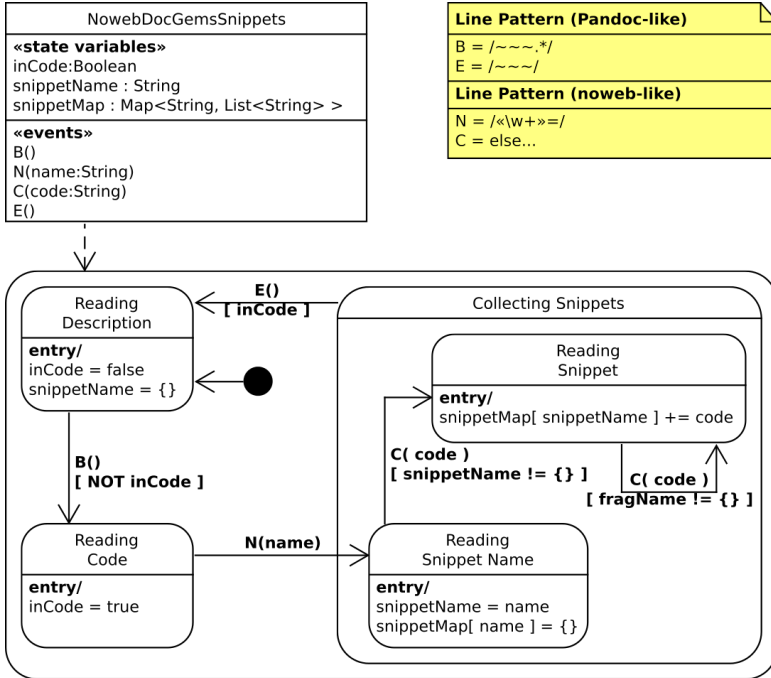 NowebDocGemsSnippets
«state variables»
inCode:Boolean
snippetName : String
snippetMap : Map<String, List<String> >
«events»
B()
N(name:String)
C(code:String)
E()
Line Pattern (Pandoc-like)
B = /~~~.*/
E = /~~~/
Line Pattern (noweb-like)
N = /«\w+»=/
C = else...
Reading
Description
entry/
inCode = false
snippetName = {}
E()
[ inCode ]
Collecting Snippets
Reading
Snippet
entry/
snippetMap[ snippetName ] += code
C( code )
[ snippetName != {} ]
C( code )
[ fragName != {} ]
B()
[ NOT inCode ]
Reading
Code
entry/
inCode = true
N(name)
Reading
Snippet Name
entry/
snippetName = name
snippetMap[ name ] = {}